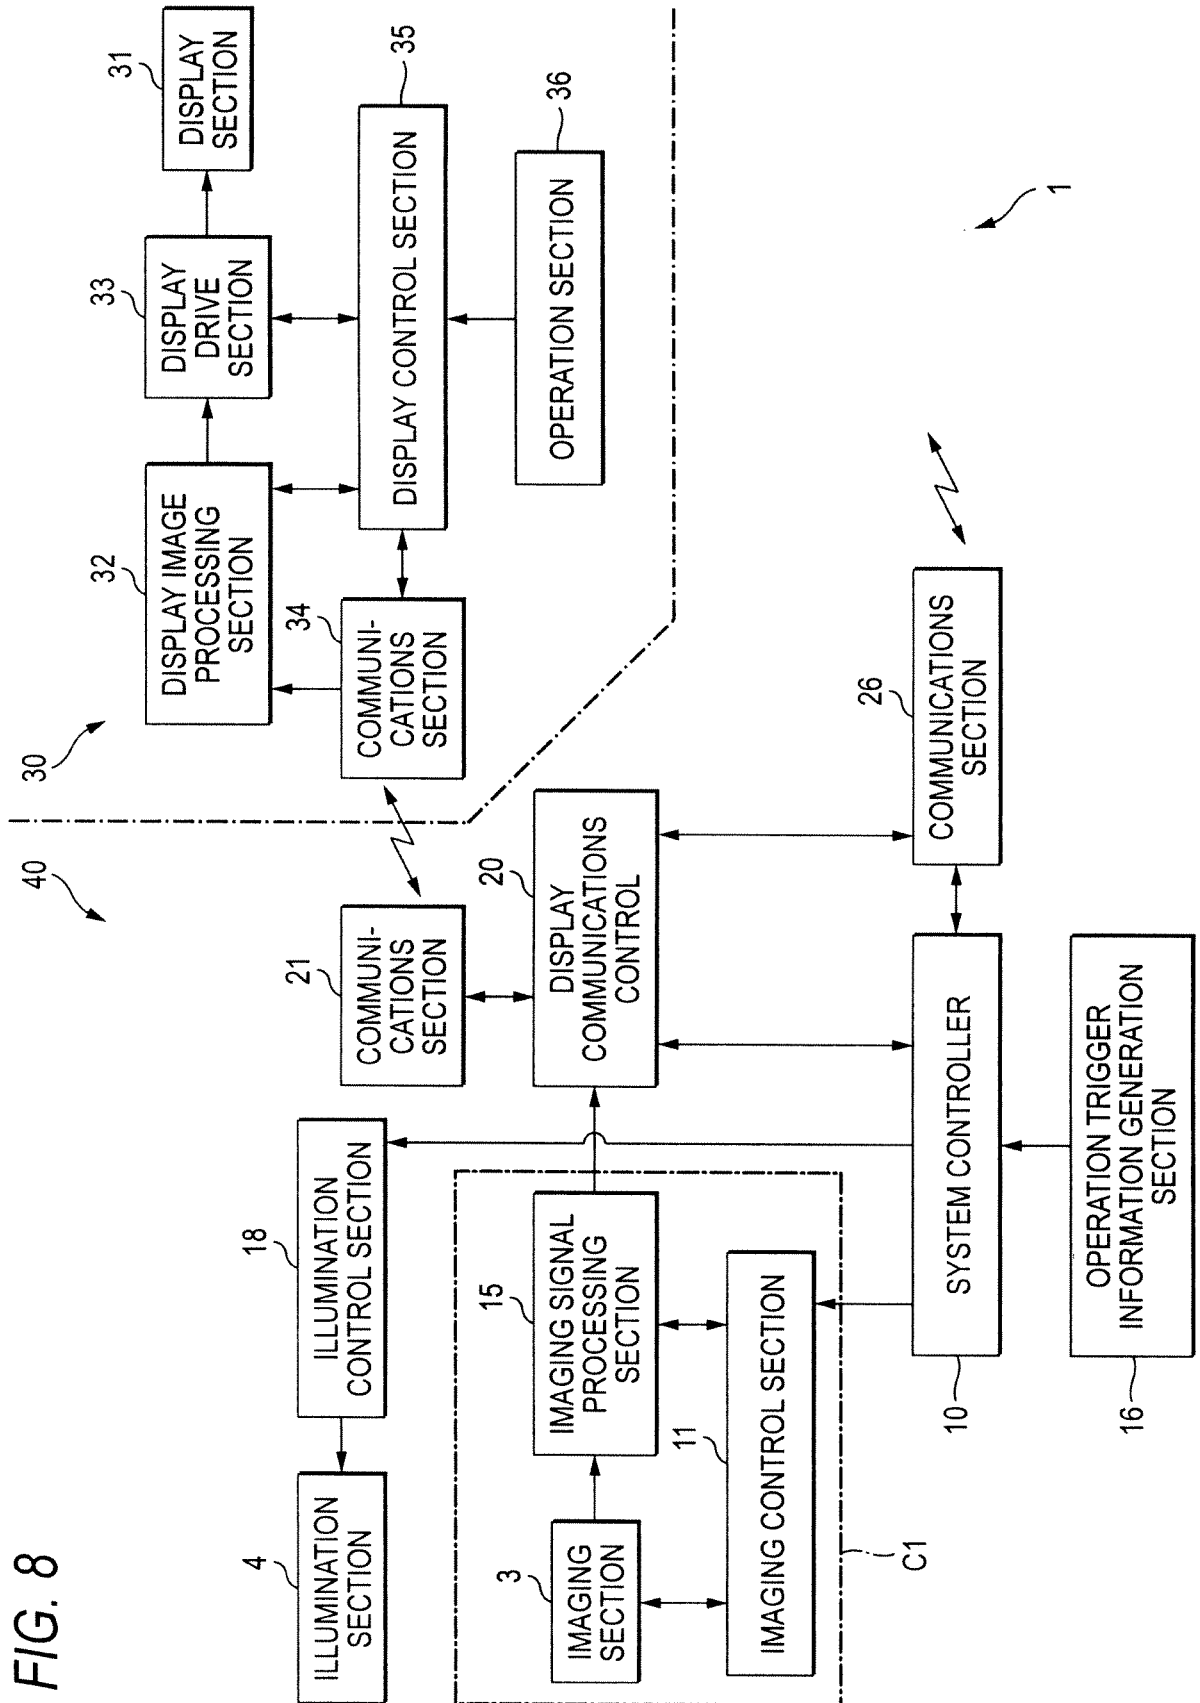 FIG. 8
40
30
4
ILLUMINATION
SECTION
18
ILLUMINATION
CONTROL SECTION
21
COMMUNI-
CATIONS
SECTION
34
COMMUNI-
CATIONS
SECTION
32
DISPLAY IMAGE
PROCESSING
SECTION
33
DISPLAY
DRIVE
SECTION
31
DISPLAY
SECTION
35
DISPLAY CONTROL SECTION
36
OPERATION SECTION
3
IMAGING
SECTION
15
IMAGING SIGNAL
PROCESSING
SECTION
20
DISPLAY
COMMUNICATIONS
CONTROL
11
IMAGING CONTROL SECTION
C1
10
SYSTEM CONTROLLER
26
COMMUNICATIONS
SECTION
1
16
OPERATION TRIGGER
INFORMATION GENERATION
SECTION